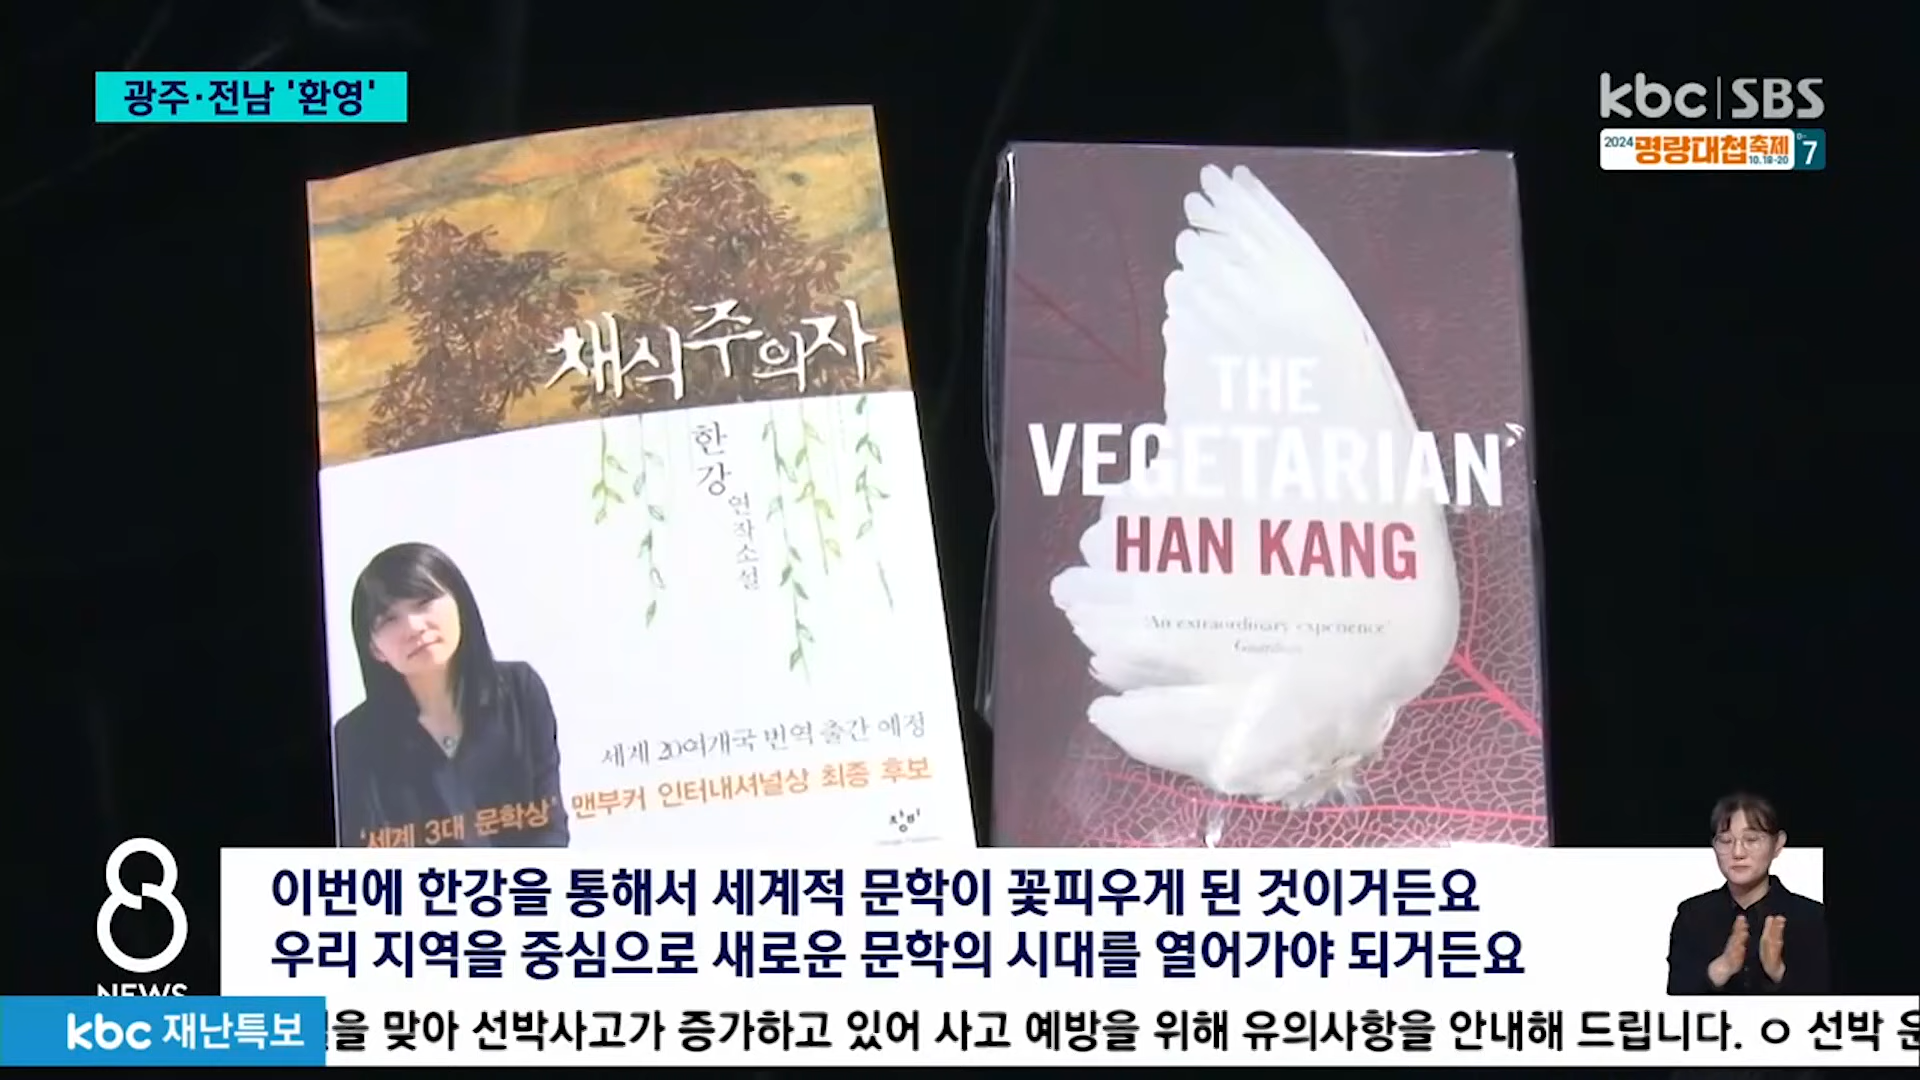 광주·전남 '환영'
kbc SBS
2024 명량대첩축제 10.18-20 D-7
채식주의자
한강
연작소설
세계 20여개국 번역 출간 예정
'세계 3대 문학상' 맨부커 인터내셔널상 최종 후보
창비
THE
VEGETARIAN
HAN KANG
'An extraordinary experience'
Guardian
이번에 한강을 통해서 세계적 문학이 꽃피우게 된 것이거든요
우리 지역을 중심으로 새로운 문학의 시대를 열어가야 되거든요
8
NEWS
kbc 재난특보
을 맞아 선박사고가 증가하고 있어 사고 예방을 위해 유의사항을 안내해 드립니다. ㅇ 선박 운